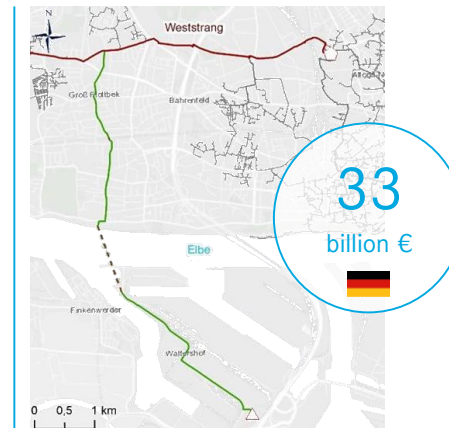 N
Weststrang
Groß Flottbek
Bahrenfeld
33
billion €
Elbe
Finkenwerder
Waltershof
0 0,5 1 km